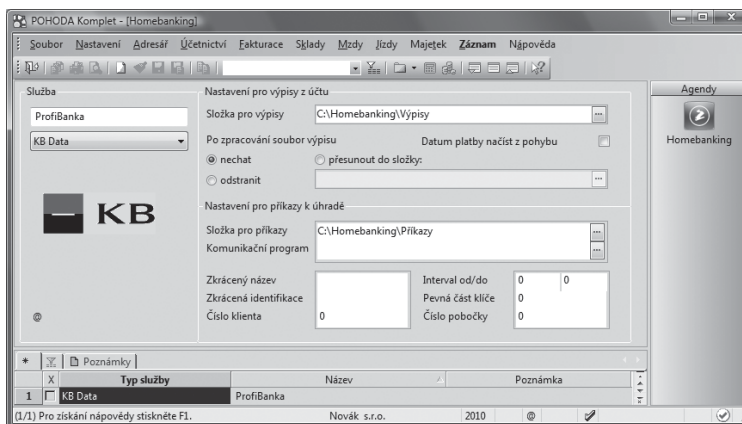 POHODA Komplet - [Homebanking]
Soubor Nastavení Adresář Účetnictví Fakturace Sklady Mzdy Jízdy Majetek Záznam Nápověda
Služba
ProfiBanka
KB Data
KB
@
Nastavení pro výpisy z účtu
Složka pro výpisy C:\Homebanking\Výpisy ...
Po zpracování soubor výpisu Datum platby načíst z pohybu
nechat přesunout do složky:
odstranit ...
Nastavení pro příkazy k úhradě
Složka pro příkazy C:\Homebanking\Příkazy ...
Komunikační program ...
Zkrácený název Interval od/do 0 0
Zkrácená identifikace Pevná část klíče 0
Číslo klienta 0 Číslo pobočky 0
Agendy
Homebanking
* Poznámky
X Typ služby Název Poznámka
1 KB Data ProfiBanka
(1/1) Pro získání nápovědy stiskněte F1. Novák s.r.o. 2010 @